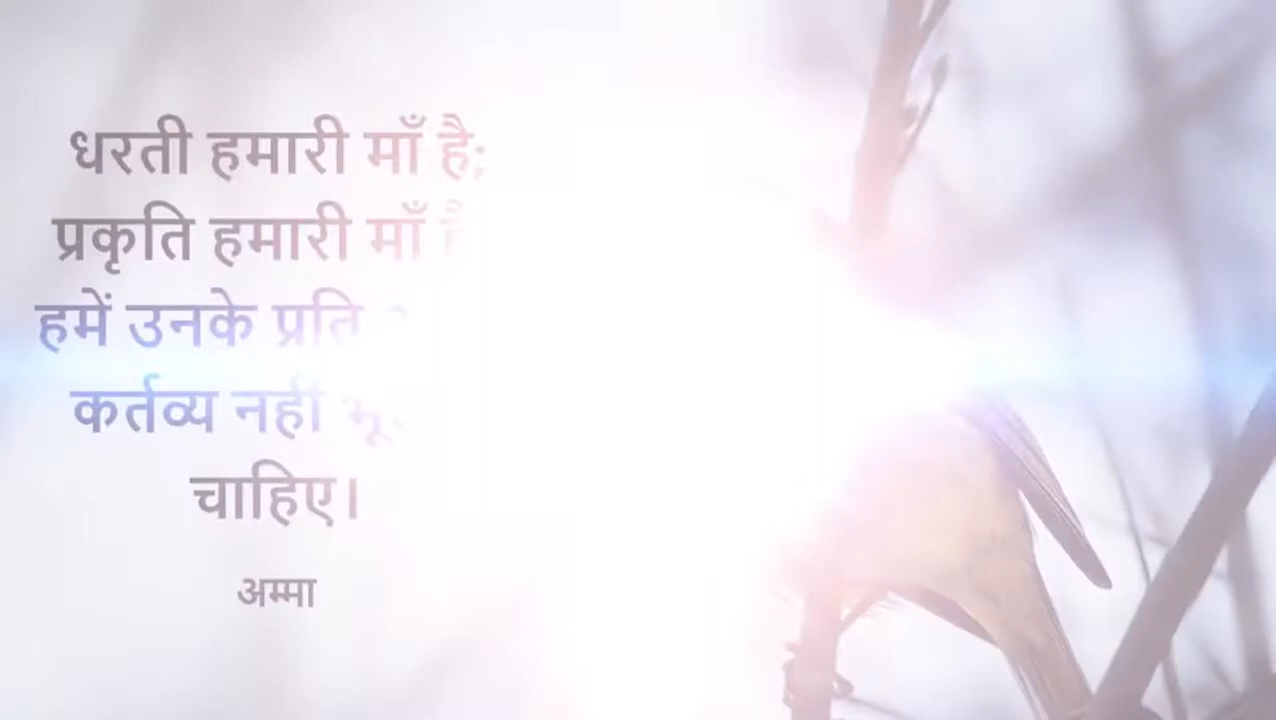 धरती हमारी माँ है;
प्रकृति हमारी माँ
हमें उनके प्रति
कर्तव्य नहीं
चाहिए।
अम्मा